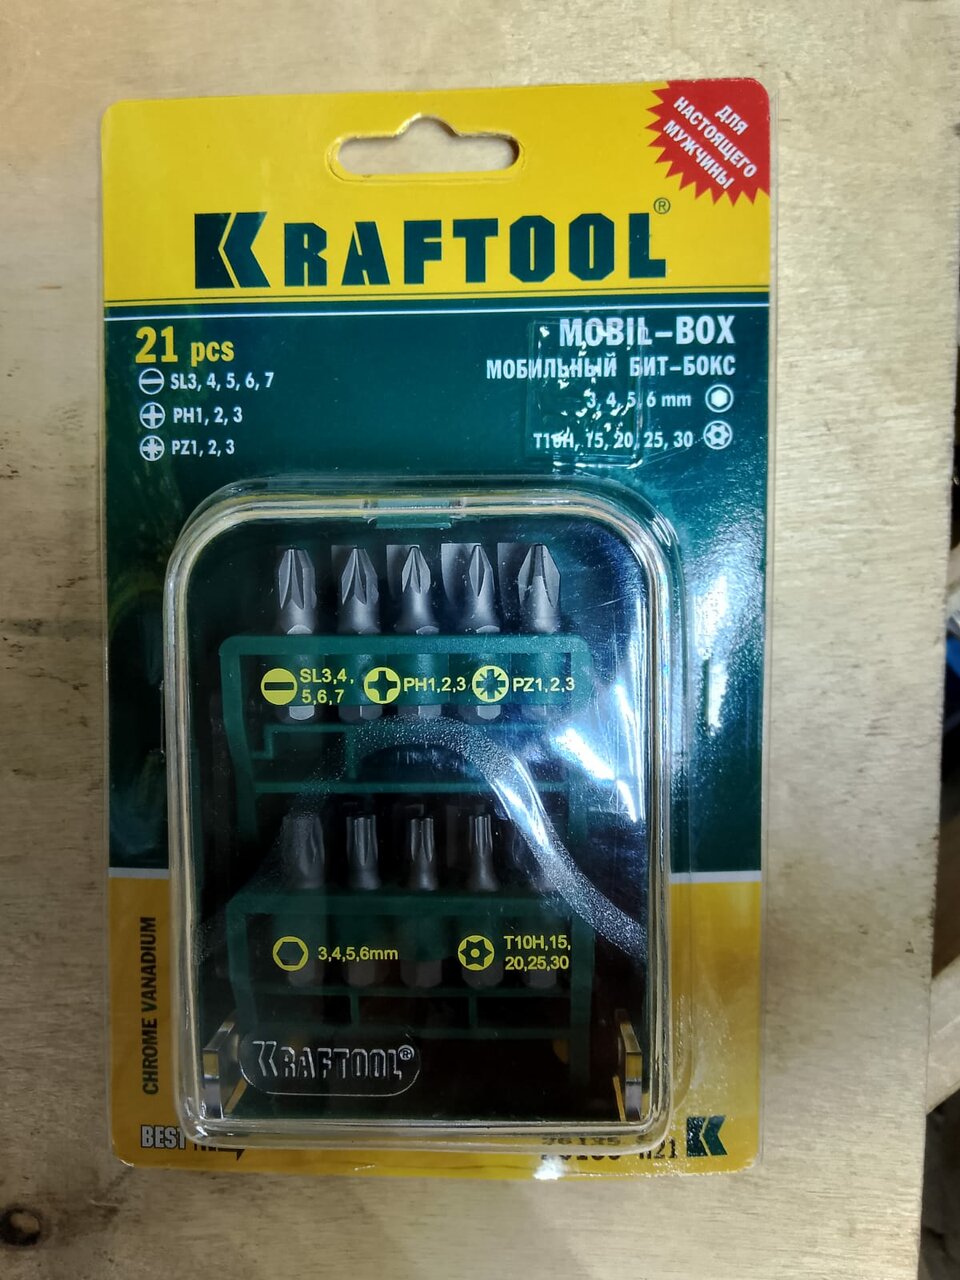 ДЛЯ
НАСТОЯЩЕГО
МУЖЧИНЫ
KRAFTOOL®
21 pcs
SL3, 4, 5, 6, 7
PH1, 2, 3
PZ1, 2, 3
MOBIL-BOX
МОБИЛЬНЫЙ БИТ-БОКС
3, 4, 5, 6 mm
T10H, 15, 20, 25, 30
SL3,4,
5,6,7
PH1,2,3
PZ1,2,3
3,4,5,6mm
T10H,15,
20,25,30
KRAFTOOL®
CHROME VANADIUM
BEST
H21